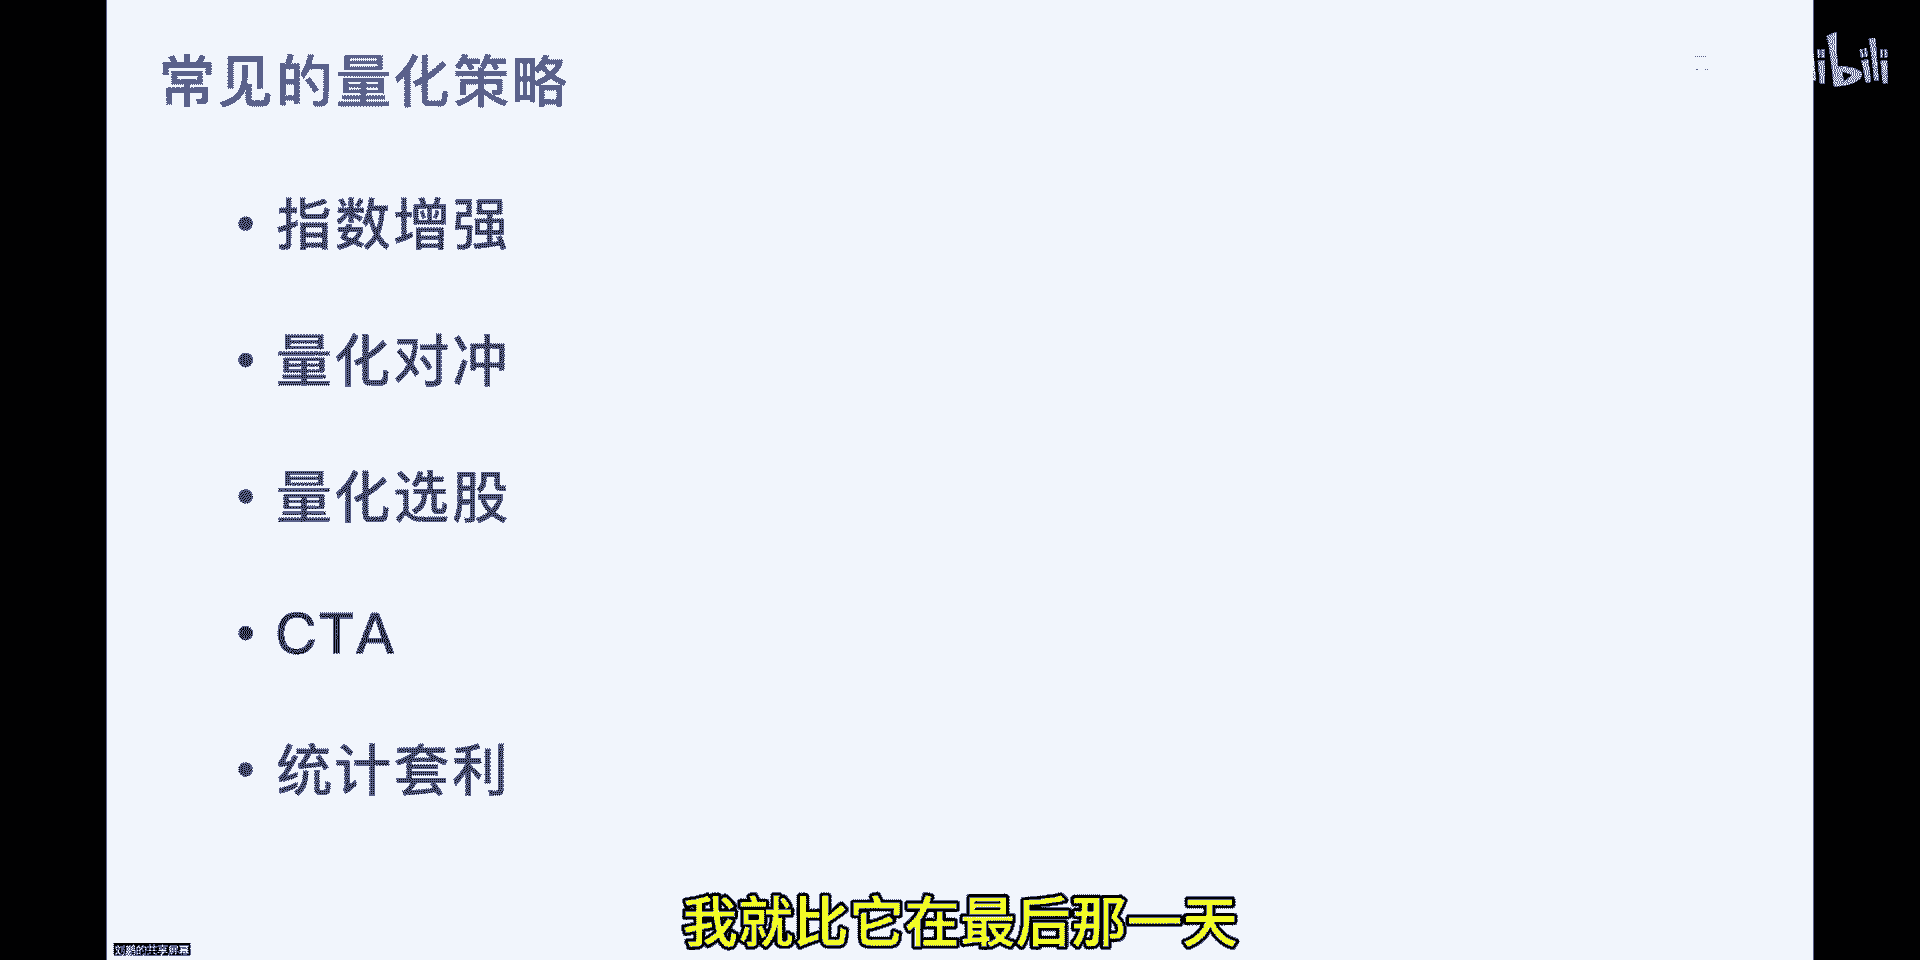 常见的量化策略
ibili
• 指数增强
• 量化对冲
• 量化选股
• CTA
• 统计套利
我就比它在最后那一天
刘鹏的共享屏幕